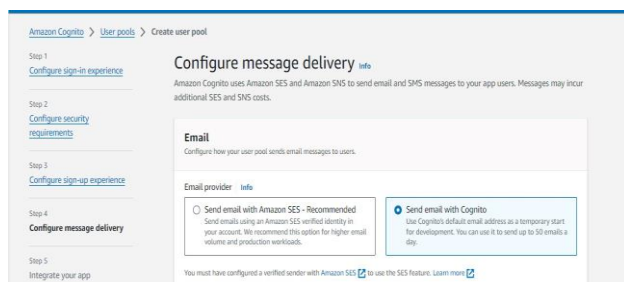 Amazon Cognito > User pools > Create user pool
Step 1
Configure sign-in experience
Step 2
Configure security
requirements
Step 3
Configure sign-up experience
Step 4
Configure message delivery
Step 5
Integrate your app
Configure message delivery Info
Amazon Cognito uses Amazon SES and Amazon SNS to send email and SMS messages to your app users. Messages may incur
additional SES and SNS costs.
Email
Configure how your user pool sends email messages to users.
Email provider Info
Send email with Amazon SES - Recommended
Send emails using an Amazon SES verified identity in
your account. We recommend this option for higher email
volume and production workloads.
Send email with Cognito
Use Cognito's default email address as a temporary start
for development. You can use it to send up to 50 emails a
day.
You must have configured a verified sender with Amazon SES to use the SES feature. Learn more